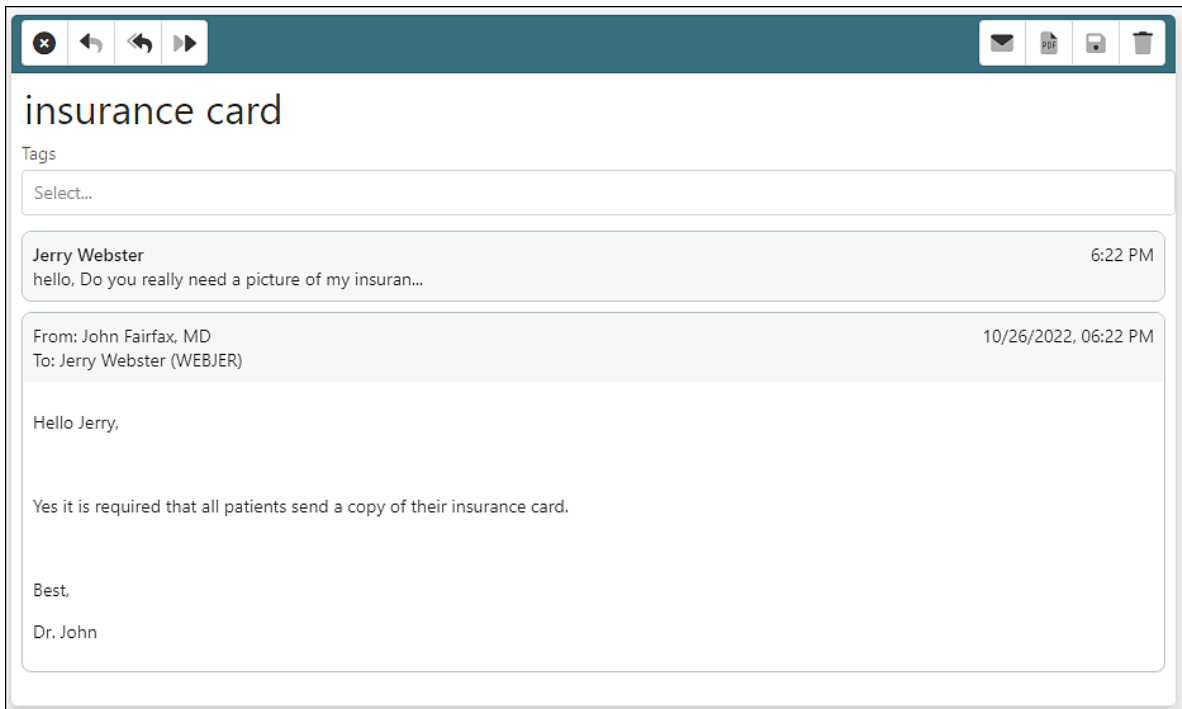 PDF
insurance card
Tags
Select...
Jerry Webster
6:22 PM
hello, Do you really need a picture of my insuran...
From: John Fairfax, MD
10/26/2022, 06:22 PM
To: Jerry Webster (WEBJER)
Hello Jerry,
Yes it is required that all patients send a copy of their insurance card.
Best,
Dr. John